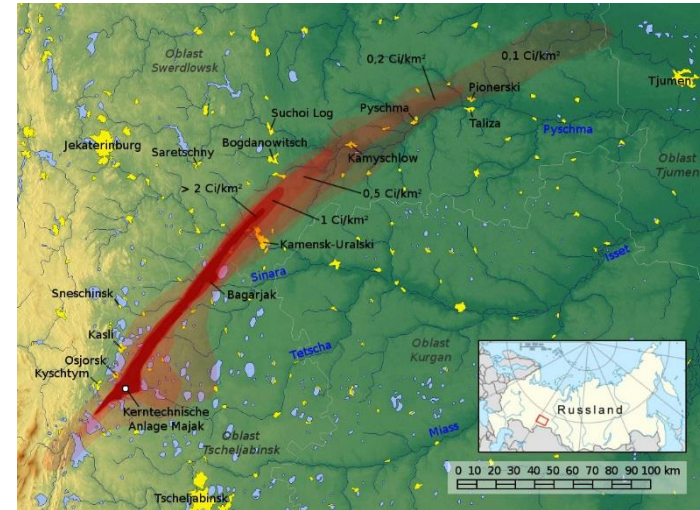 Oblast
Swerdlowsk
0,2 Ci/km²
0,1 Ci/km²
Pionerski
Tjumen
Suchoi Log
Pyschma
Taliza
Pyschma
Jekaterinburg
Bogdanowitsch
Saretschny
Kamyschlow
Oblast
Tjumen
> 2 Ci/km²
0,5 Ci/km²
1 Ci/km²
Kamensk-Uralski
Isset
Sinara
Sneschinsk
Bagarjak
Kasli
Tetscha
Oblast
Kurgan
Osjorsk
Kyschtym
Kerntechnische
Anlage Majak
Russland
Miass
Oblast
Tscheljabinsk
0 10 20 30 40 50 60 70 80 90 100 km
Tscheljabinsk